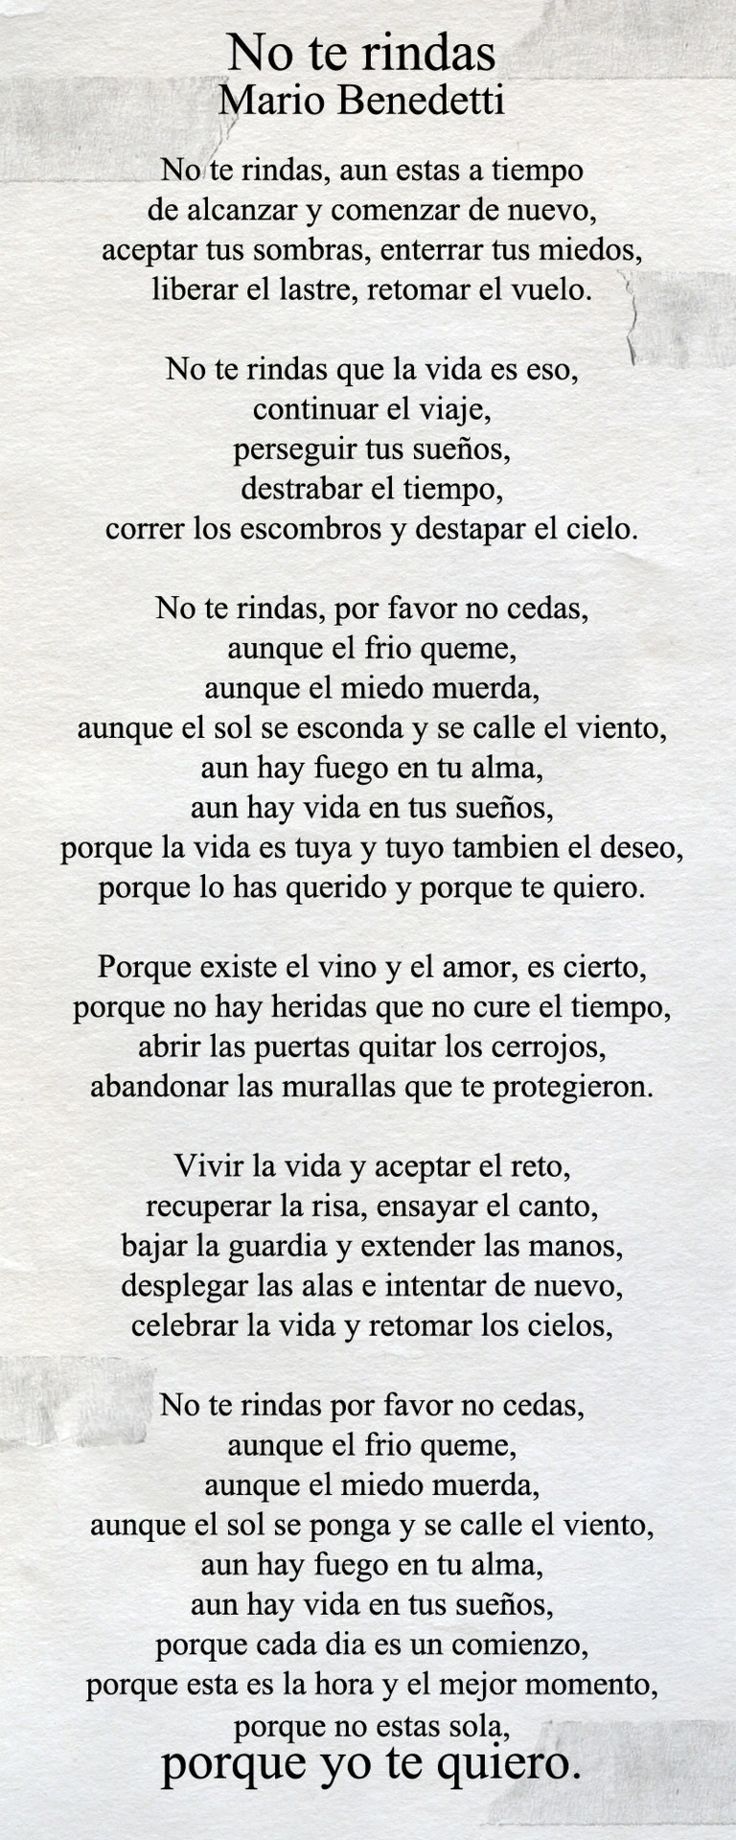 No te rindas
Mario Benedetti
No te rindas, aun estas a tiempo
de alcanzar y comenzar de nuevo,
aceptar tus sombras, enterrar tus miedos,
liberar el lastre, retomar el vuelo.
No te rindas que la vida es eso,
continuar el viaje,
perseguir tus sueños,
destrabar el tiempo,
correr los escombros y destapar el cielo.
No te rindas, por favor no cedas,
aunque el frio queme,
aunque el miedo muerda,
aunque el sol se esconda y se calle el viento,
aun hay fuego en tu alma,
aun hay vida en tus sueños,
porque la vida es tuya y tuyo tambien el deseo,
porque lo has querido y porque te quiero.
Porque existe el vino y el amor, es cierto,
porque no hay heridas que no cure el tiempo,
abrir las puertas quitar los cerrojos,
abandonar las murallas que te protegieron.
Vivir la vida y aceptar el reto,
recuperar la risa, ensayar el canto,
bajar la guardia y extender las manos,
desplegar las alas e intentar de nuevo,
celebrar la vida y retomar los cielos,
No te rindas por favor no cedas,
aunque el frio queme,
aunque el miedo muerda,
aunque el sol se ponga y se calle el viento,
aun hay fuego en tu alma,
aun hay vida en tus sueños,
porque cada dia es un comienzo,
porque esta es la hora y el mejor momento,
porque no estas sola,
porque yo te quiero.